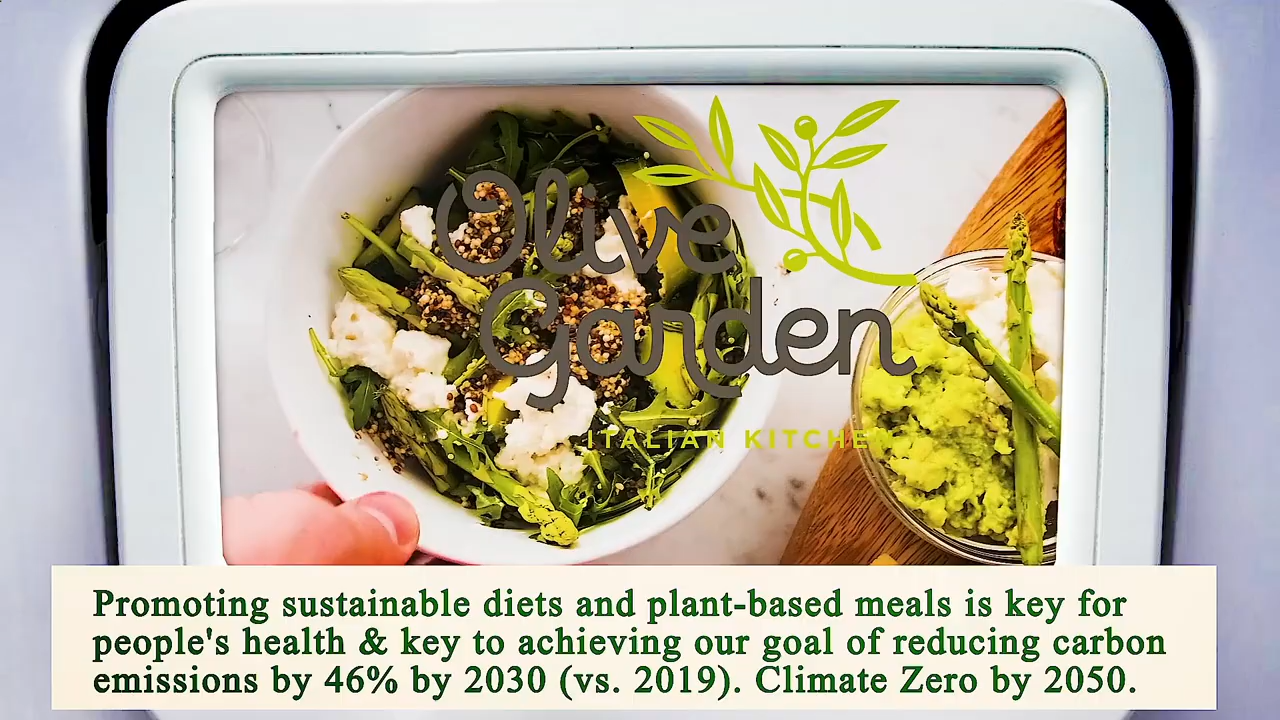 Olive
Garden
ITALIAN KITCHEN
Promoting sustainable diets and plant-based meals is key for
people's health & key to achieving our goal of reducing carbon
emissions by 46% by 2030 (vs. 2019). Climate Zero by 2050.